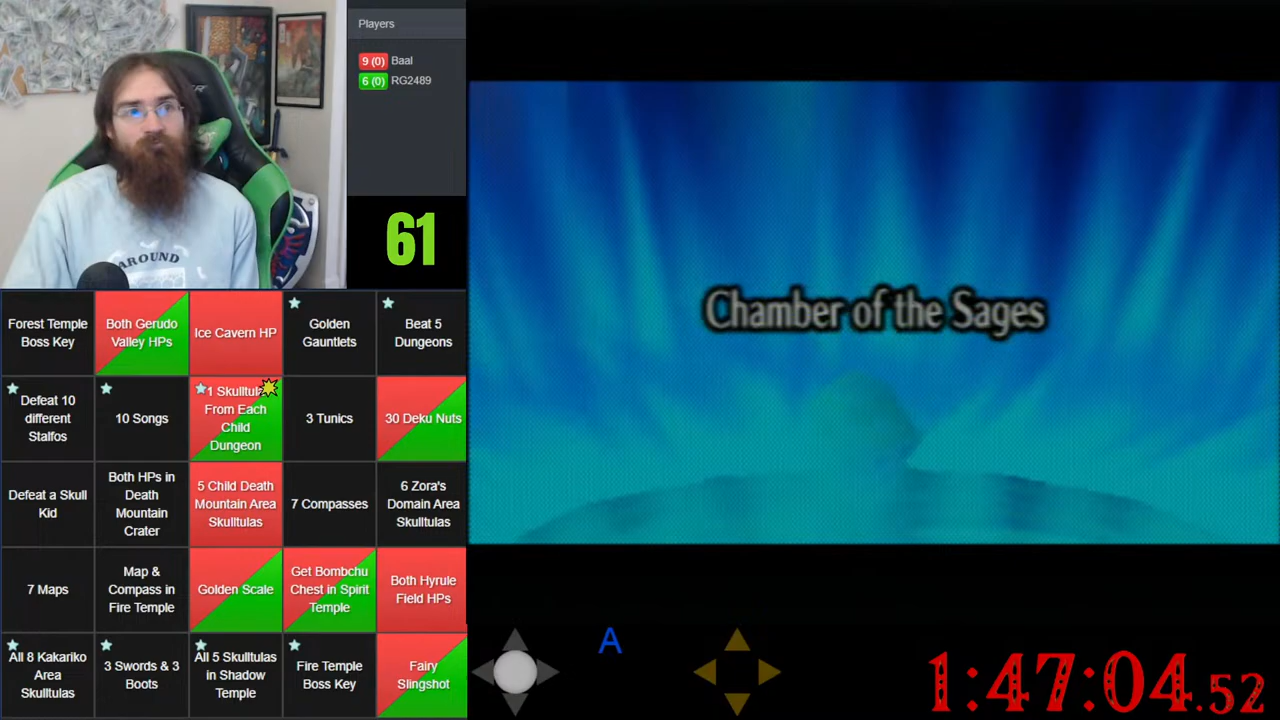 Players
9 (0) Baal
6 (0) RG2489
61
AROUND
Chamber of the Sages
Forest Temple
Boss Key
Both Gerudo
Valley HPs
Ice Cavern HP
Golden
Gauntlets
Beat 5
Dungeons
Defeat 10
different
Stalfos
10 Songs
1 Skulltula
From Each
Child
Dungeon
3 Tunics
30 Deku Nuts
Defeat a Skull
Kid
Both HPs in
Death
Mountain
Crater
5 Child Death
Mountain Area
Skulltulas
7 Compasses
6 Zora's
Domain Area
Skulltulas
7 Maps
Map &
Compass in
Fire Temple
Golden Scale
Get Bombchu
Chest in Spirit
Temple
Both Hyrule
Field HPs
All 8 Kakariko
Area
Skulltulas
3 Swords & 3
Boots
All 5 Skulltulas
in Shadow
Temple
Fire Temple
Boss Key
Fairy
Slingshot
A
1:47:04.52